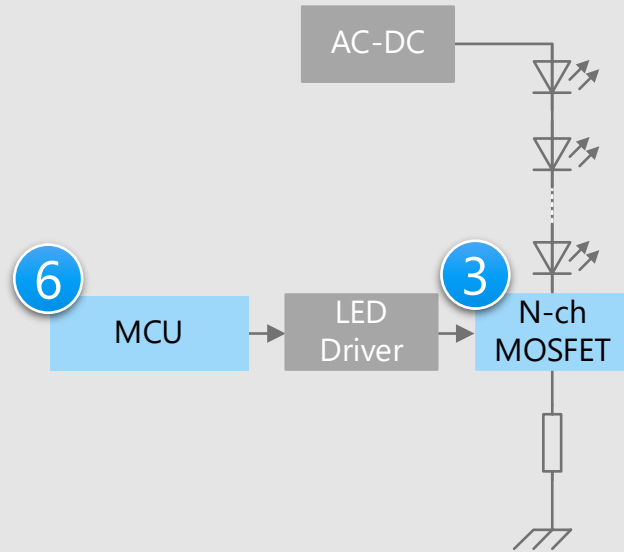 AC-DC
6
MCU
LED
Driver
3
N-ch
MOSFET